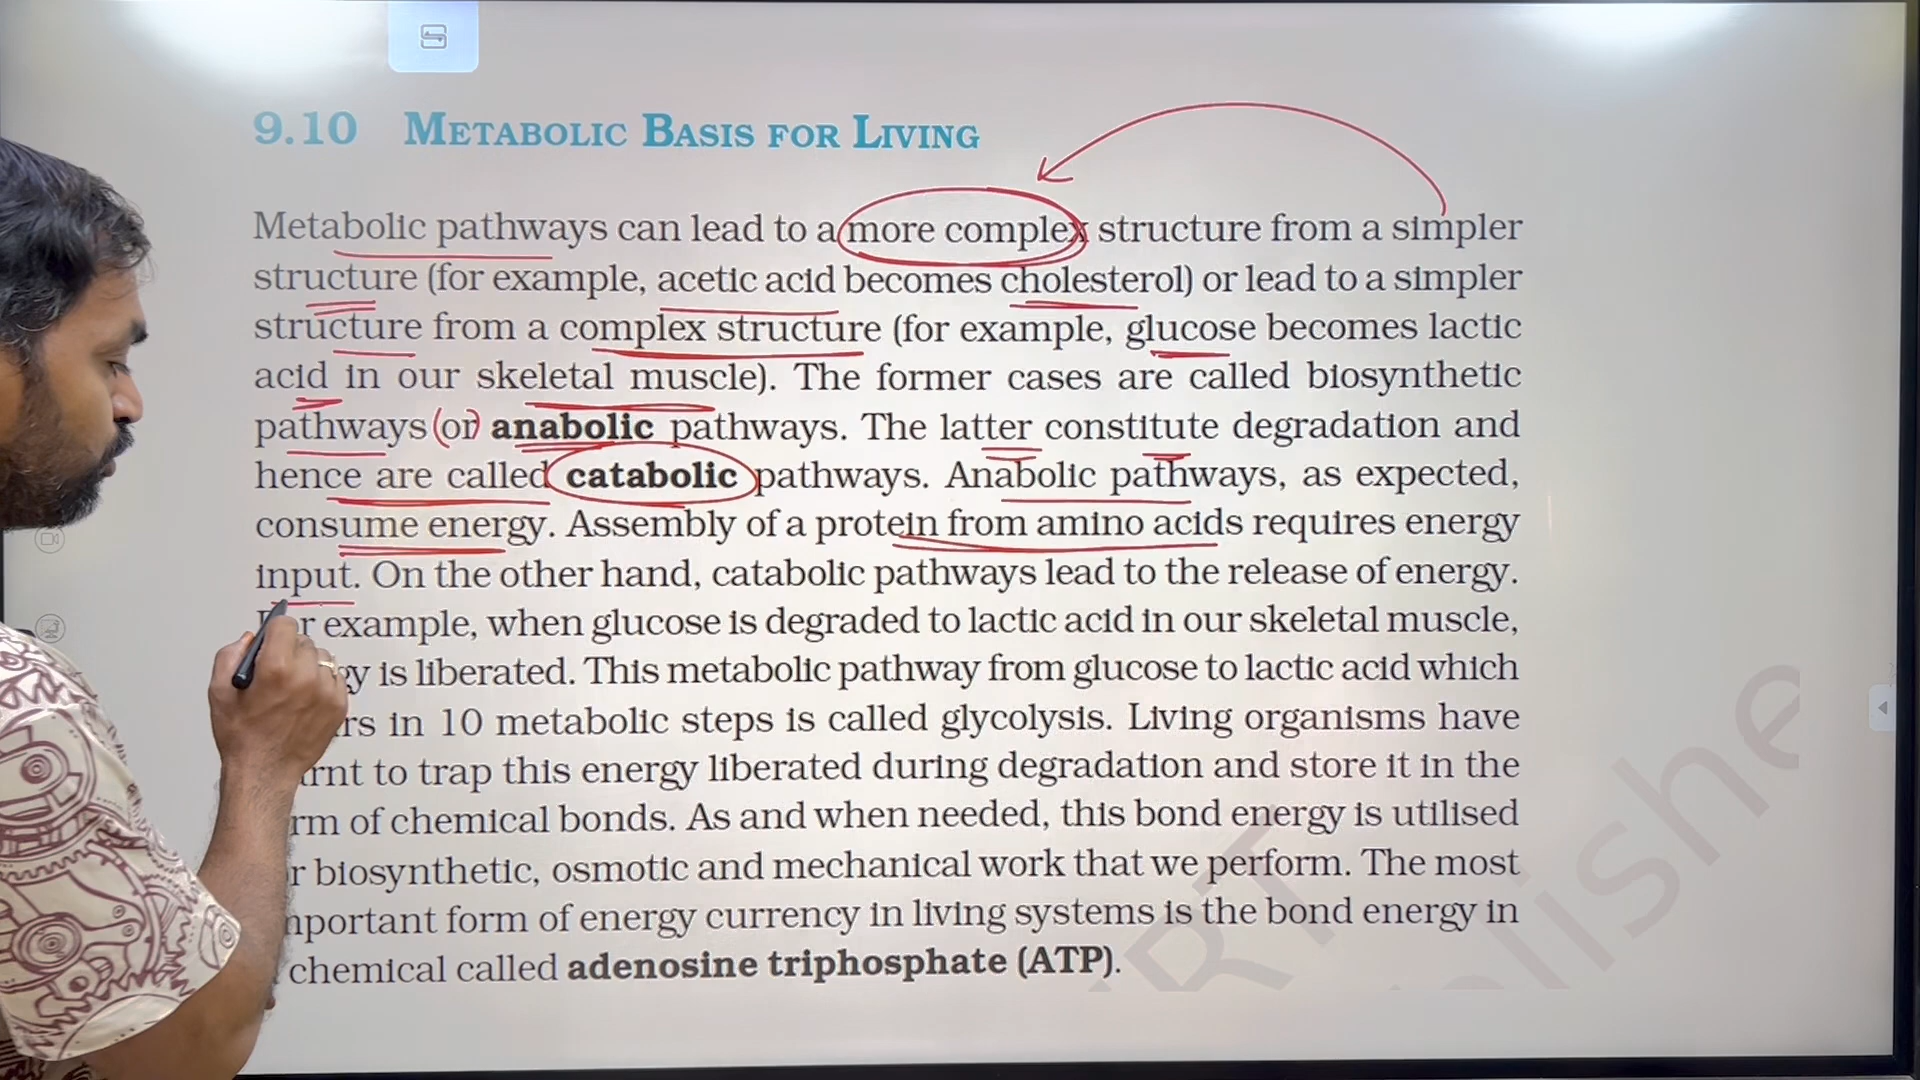 9.10 METABOLIC BASIS FOR LIVING
Metabolic pathways can lead to a more complex structure from a simpler
structure (for example, acetic acid becomes cholesterol) or lead to a simpler
structure from a complex structure (for example, glucose becomes lactic
acid in our skeletal muscle). The former cases are called biosynthetic
pathways (or) anabolic pathways. The latter constitute degradation and
hence are called catabolic pathways. Anabolic pathways, as expected,
consume energy. Assembly of a protein from amino acids requires energy
input. On the other hand, catabolic pathways lead to the release of energy.
example, when glucose is degraded to lactic acid in our skeletal muscle,
is liberated. This metabolic pathway from glucose to lactic acid which
in 10 metabolic steps is called glycolysis. Living organisms have
to trap this energy liberated during degradation and store it in the
of chemical bonds. As and when needed, this bond energy is utilised
biosynthetic, osmotic and mechanical work that we perform. The most
form of energy currency in living systems is the bond energy in
chemical called adenosine triphosphate (ATP).